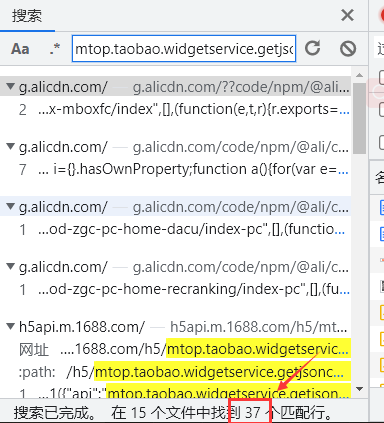 搜索
Aa .* mtop.taobao.widgetservice.getjsc
g.alicdn.com/ — g.alicdn.com/??code/npm/@ali...
2 ...x-mboxfc/index",[],(function(e,t,r){r.exports=...
g.alicdn.com/ — g.alicdn.com/code/npm/@ali/c...
7 ... i={}.hasOwnProperty;function a(){for(var e=...
g.alicdn.com/ — g.alicdn.com/code/npm/@ali/c...
1 ...od-zgc-pc-home-dacu/index-pc",[],(functio...
g.alicdn.com/ — g.alicdn.com/code/npm/@ali/c...
1 ...od-zgc-pc-home-recranking/index-pc",[],(fu...
h5api.m.1688.com/ — h5api.m.1688.com/h5/mt...
网址 ....1688.com/h5/mtop.taobao.widgetservic...
:path: /h5/mtop.taobao.widgetservice.getjsonc...
1 ...1({"api":"mtop.taobao.widgetservice.getjson...
搜索已完成。 在 15 个文件中找到 37 个匹配行。